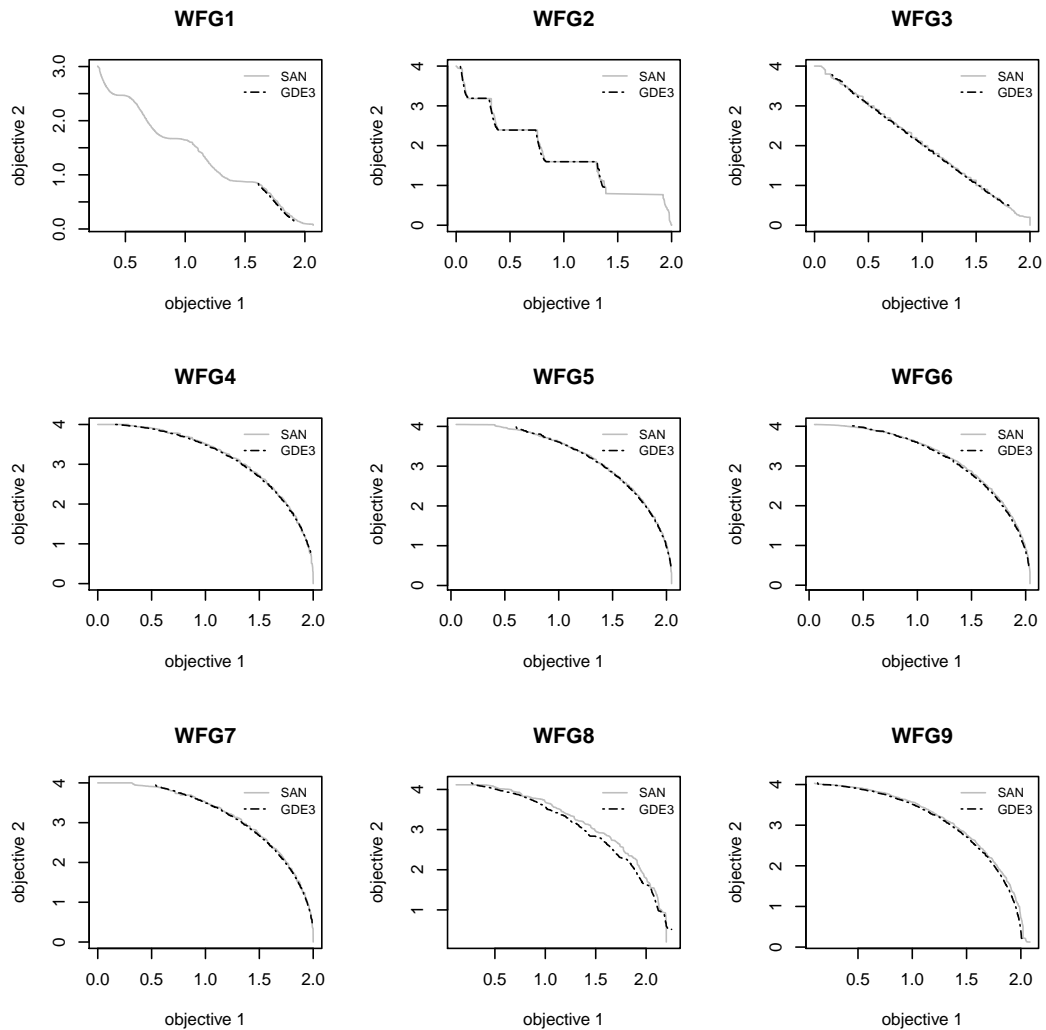 WFG1
WFG2
WFG3
3.0
2.0
1.0
0.0
objective 2
SAN
GDE3
0.5
1.0
1.5
2.0
objective 1
4
3
2
1
0
objective 2
SAN
GDE3
0.0
0.5
1.0
1.5
2.0
objective 1
4
3
2
1
0
objective 2
SAN
GDE3
0.0
0.5
1.0
1.5
2.0
objective 1
WFG4
WFG5
WFG6
4
3
2
1
0
objective 2
SAN
GDE3
0.0
0.5
1.0
1.5
2.0
objective 1
4
3
2
1
0
objective 2
SAN
GDE3
0.0
0.5
1.0
1.5
2.0
objective 1
4
3
2
1
0
objective 2
SAN
GDE3
0.0
0.5
1.0
1.5
2.0
objective 1
WFG7
WFG8
WFG9
4
3
2
1
0
objective 2
SAN
GDE3
0.0
0.5
1.0
1.5
2.0
objective 1
4
3
2
1
objective 2
SAN
GDE3
0.5
1.0
1.5
2.0
objective 1
4
3
2
1
0
objective 2
SAN
GDE3
0.5
1.0
1.5
2.0
objective 1